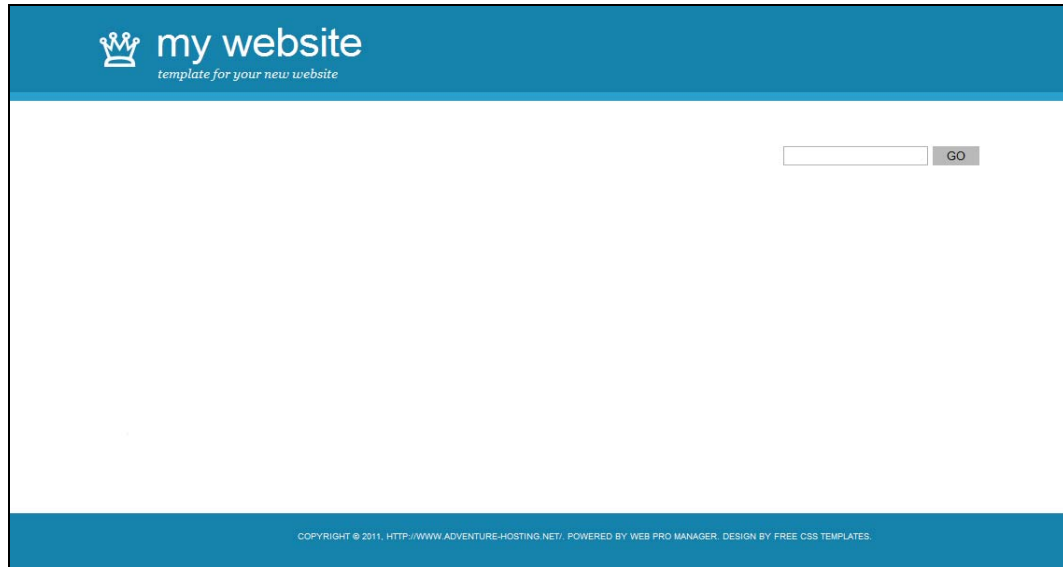 my website
template for your new website
GO
COPYRIGHT © 2011, HTTP://WWW.ADVENTURE-HOSTING.NET/. POWERED BY WEB PRO MANAGER. DESIGN BY FREE CSS TEMPLATES.